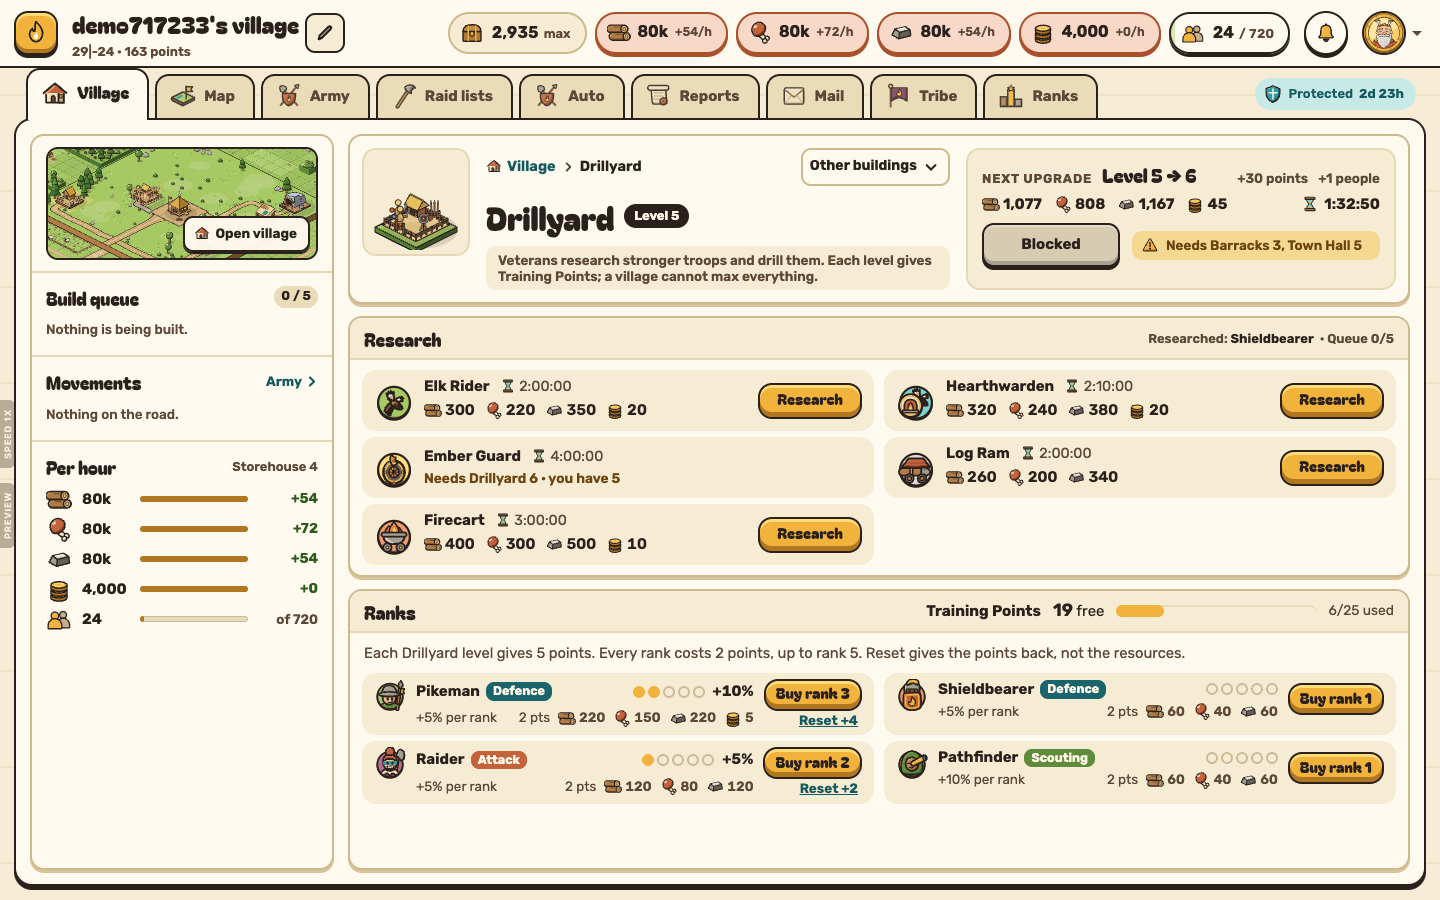 demo717233's village
29|-24 • 163 points
2,935 max
80k +54/h
80k +72/h
80k +54/h
4,000 +0/h
24 / 720
Village
Map
Army
Raid lists
Auto
Reports
Mail
Tribe
Ranks
Protected 2d 23h
SPEED 1X
PREVIEW
Open village
Build queue 0 / 5
Nothing is being built.
Movements Army
Nothing on the road.
Per hour Storehouse 4
80k +54
80k +72
80k +54
4,000 +0
24 of 720
Village > Drillyard
Other buildings
Drillyard Level 5
Veterans research stronger troops and drill them. Each level gives
Training Points; a village cannot max everything.
NEXT UPGRADE Level 5 → 6 +30 points +1 people
1,077 808 1,167 45 1:32:50
Blocked
Needs Barracks 3, Town Hall 5
Research
Researched: Shieldbearer • Queue 0/5
Elk Rider 2:00:00
300 220 350 20
Research
Hearthwarden 2:10:00
320 240 380 20
Research
Ember Guard 4:00:00
Needs Drillyard 6 • you have 5
Log Ram 2:00:00
260 200 340
Research
Firecart 3:00:00
400 300 500 10
Research
Ranks
Training Points 19 free 6/25 used
Each Drillyard level gives 5 points. Every rank costs 2 points, up to rank 5. Reset gives the points back, not the resources.
Pikeman Defence +10%
+5% per rank 2 pts 220 150 220 5
Buy rank 3
Reset +4
Shieldbearer Defence
+5% per rank 2 pts 60 40 60
Buy rank 1
Raider Attack +5%
+5% per rank 2 pts 120 80 120
Buy rank 2
Reset +2
Pathfinder Scouting
+10% per rank 2 pts 60 40 60
Buy rank 1